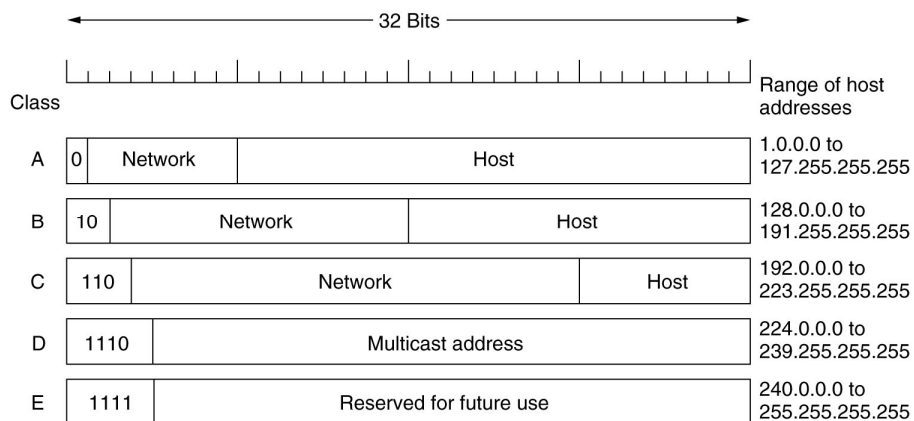 32 Bits
Range of host
addresses
Class
A 0 Network Host 1.0.0.0 to
127.255.255.255
B 10 Network Host 128.0.0.0 to
191.255.255.255
C 110 Network Host 192.0.0.0 to
223.255.255.255
D 1110 Multicast address 224.0.0.0 to
239.255.255.255
E 1111 Reserved for future use 240.0.0.0 to
255.255.255.255